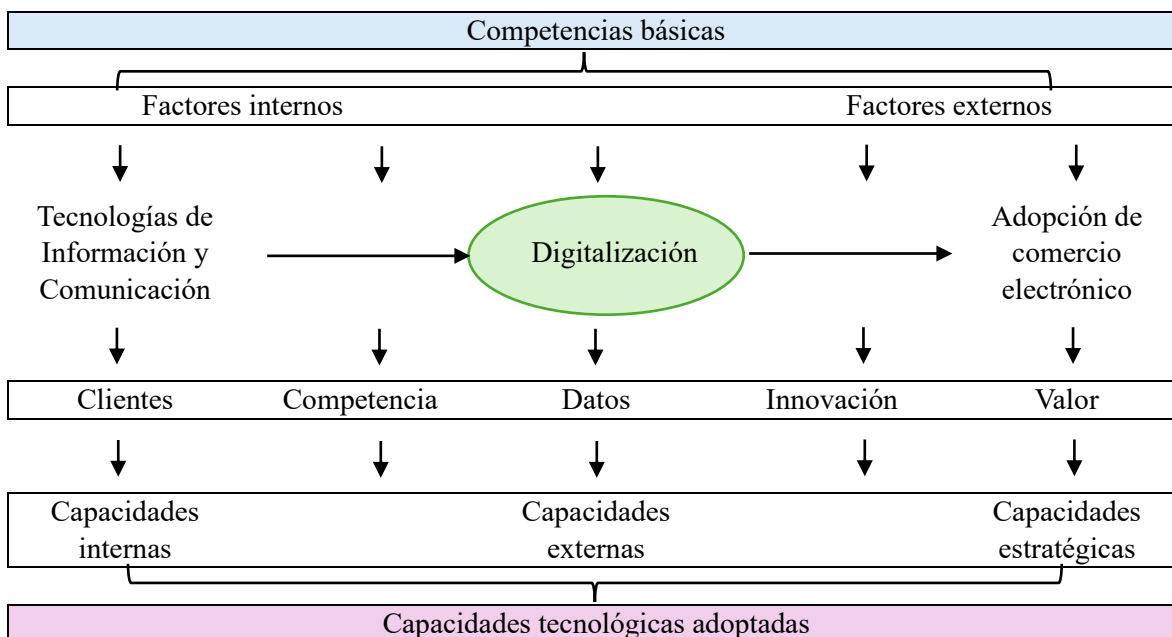 Competencias básicas
Factores internos
Factores externos
Tecnologías de
Información y
Comunicación
Digitalización
Adopción de
comercio
electrónico
Clientes
Competencia
Datos
Innovación
Valor
Capacidades
internas
Capacidades
externas
Capacidades
estratégicas
Capacidades tecnológicas adoptadas